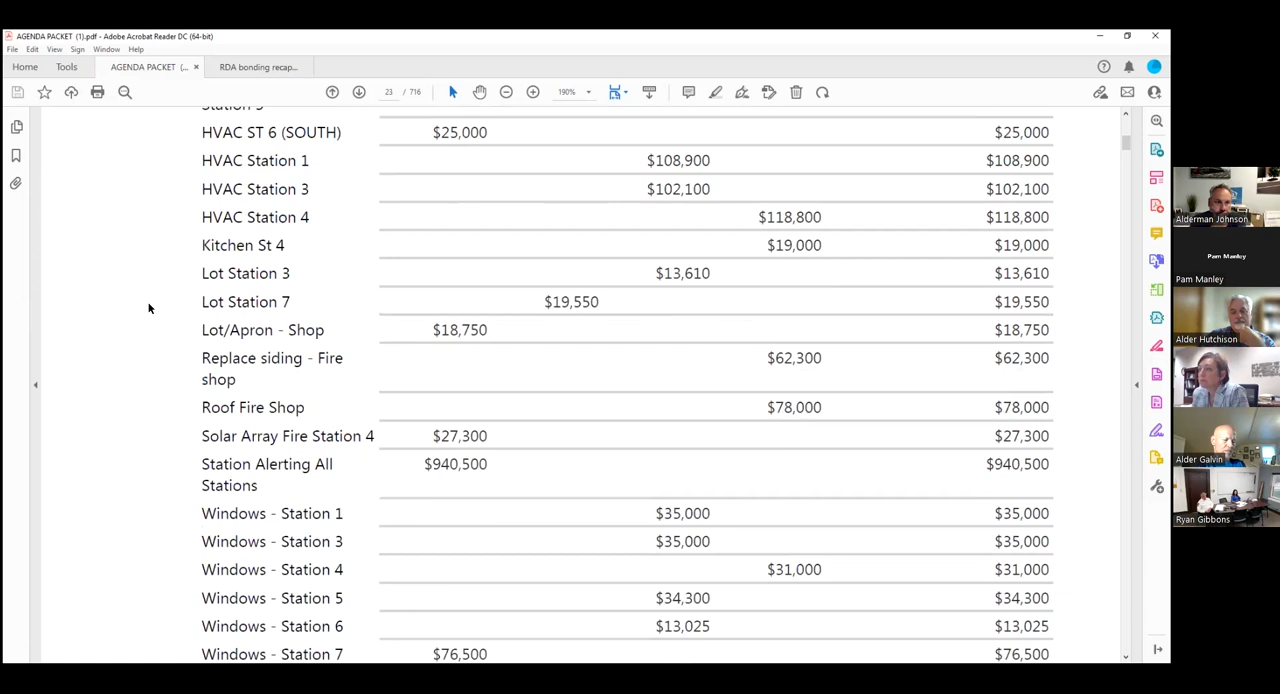 AGENDA PACKET (1).pdf - Adobe Acrobat Reader DC (64-bit)
File Edit View Sign Window Help
Home Tools AGENDA PACKET (... × RDA bonding recap...
23 / 716 190%
HVAC ST 6 (SOUTH) $25,000 $25,000
HVAC Station 1 $108,900 $108,900
HVAC Station 3 $102,100 $102,100
HVAC Station 4 $118,800 $118,800
Kitchen St 4 $19,000 $19,000
Lot Station 3 $13,610 $13,610
Lot Station 7 $19,550 $19,550
Lot/Apron - Shop $18,750 $18,750
Replace siding - Fire $62,300 $62,300
shop
Roof Fire Shop $78,000 $78,000
Solar Array Fire Station 4 $27,300 $27,300
Station Alerting All $940,500 $940,500
Stations
Windows - Station 1 $35,000 $35,000
Windows - Station 3 $35,000 $35,000
Windows - Station 4 $31,000 $31,000
Windows - Station 5 $34,300 $34,300
Windows - Station 6 $13,025 $13,025
Windows - Station 7 $76,500 $76,500
Alderman Johnson
Pam Manley
Pam Manley
Alder Hutchison
Alder Galvin
Ryan Gibbons